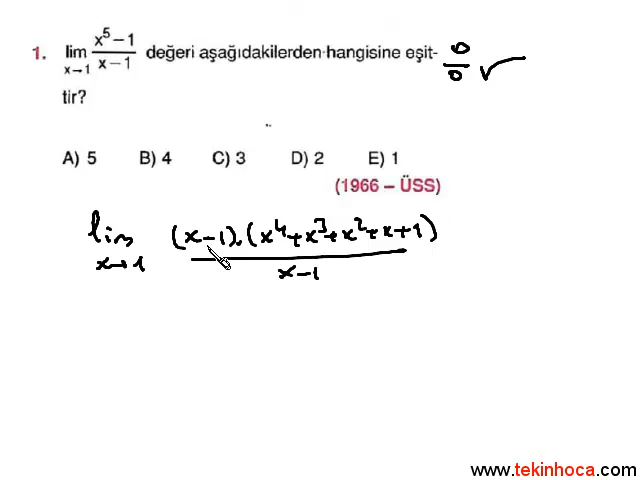 1. lim x→1 x⁵ – 1 / x – 1 değeri aşağıdakilerden hangisine eşit- 0/0 ✓
tir?
A) 5 B) 4 C) 3 D) 2 E) 1
(1966 – ÜSS)
lim x→1 (x-1).(x⁴+x³+x²+x+1) / x-1
www.tekinhoca.com